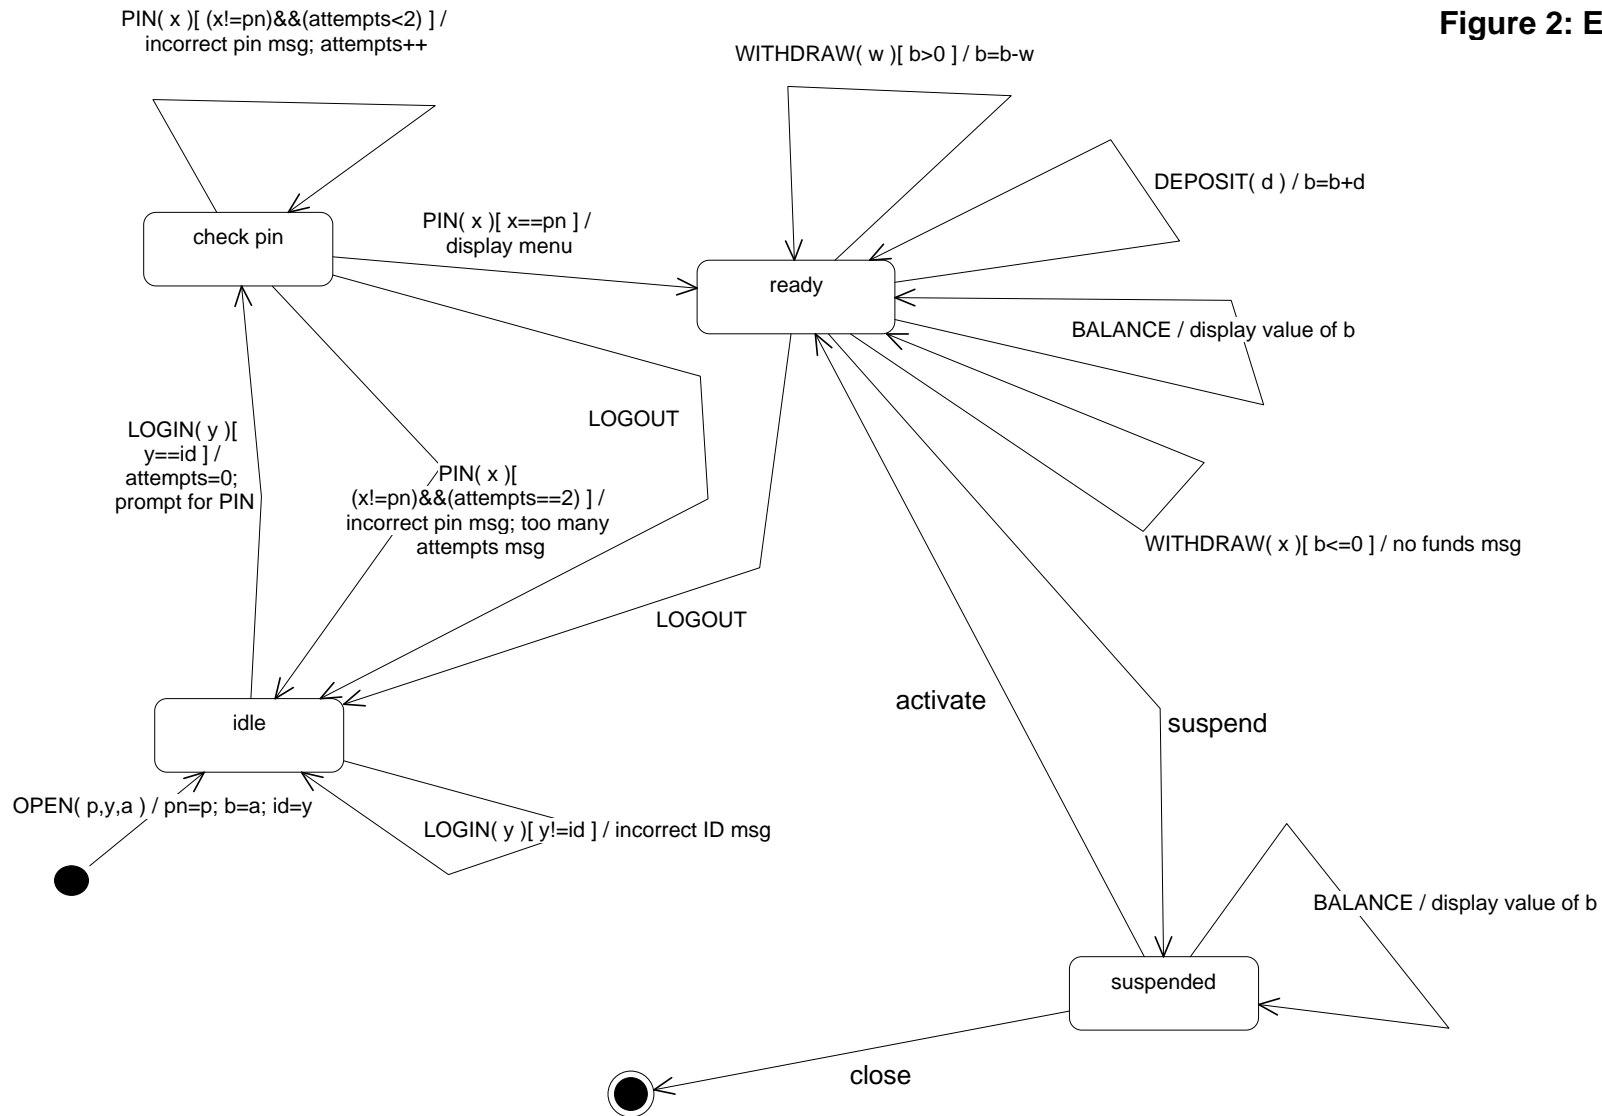 PIN( x )[ (x!=pn)&&(attempts<2) ] /
incorrect pin msg; attempts++
Figure 2: E
WITHDRAW( w )[ b>0 ] / b=b-w
DEPOSIT( d ) / b=b+d
check pin
PIN( x )[ x==pn ] /
display menu
ready
BALANCE / display value of b
LOGIN( y )[
y==id ] /
attempts=0;
prompt for PIN
LOGOUT
PIN( x )[
(x!=pn)&&(attempts==2) ] /
incorrect pin msg; too many
attempts msg
WITHDRAW( x )[ b<=0 ] / no funds msg
LOGOUT
activate
suspend
idle
OPEN( p,y,a ) / pn=p; b=a; id=y
LOGIN( y )[ y!=id ] / incorrect ID msg
BALANCE / display value of b
suspended
close